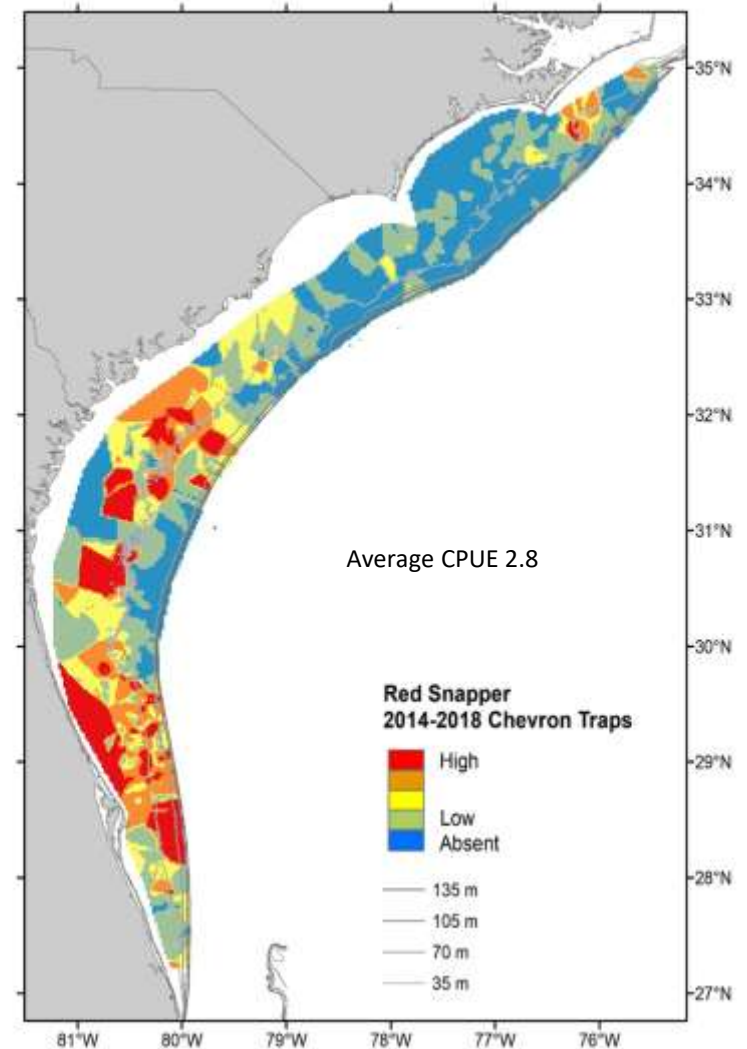 35°N
34°N
33°N
32°N
31°N
Average CPUE 2.8
30°N
Red Snapper
2014-2018 Chevron Traps
High
29°N
Low
Absent
28°N
135 m
105 m
70 m
35 m
27°N
81°W 80°W 79°W 78°W 77°W 76°W